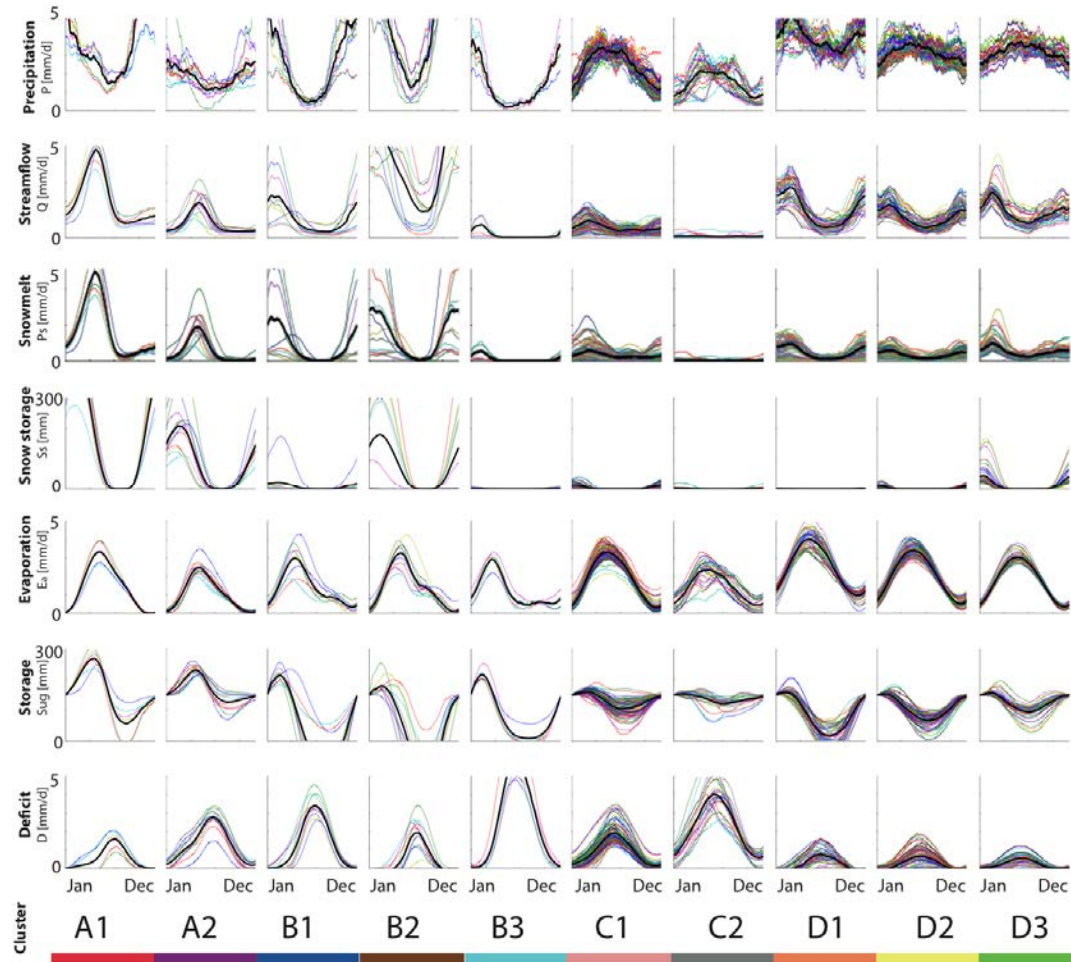 Precipitation
P [mm/d]
5
0
Streamflow
Q [mm/d]
5
0
Snowmelt
Ps [mm/d]
5
0
Snow storage
Ss [mm]
300
0
Evaporation
Ea [mm/d]
5
0
Storage
Sug [mm]
300
0
Deficit
D [mm/d]
5
0
Jan Dec Jan Dec Jan Dec Jan Dec Jan Dec Jan Dec Jan Dec Jan Dec Jan Dec Jan Dec
Cluster
A1 A2 B1 B2 B3 C1 C2 D1 D2 D3